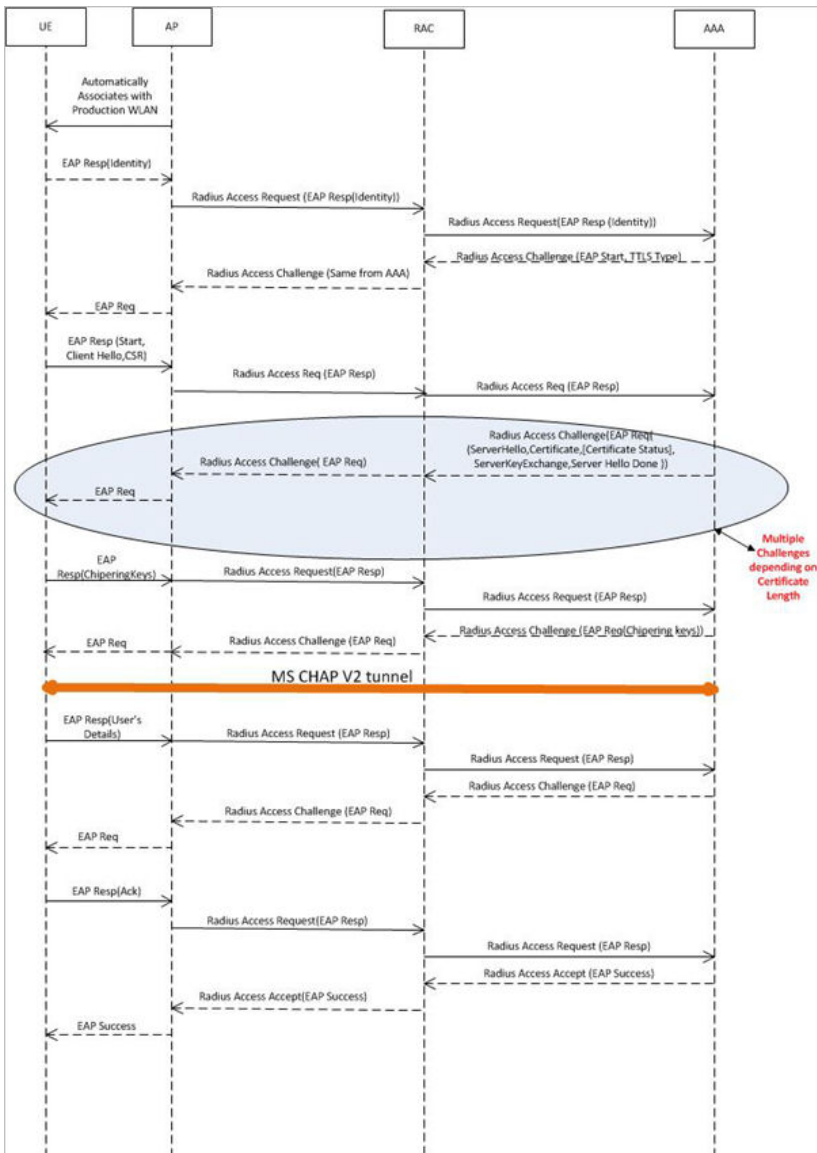 UE
AP
RAC
AAA
Automatically
Associates with
Production WLAN
EAP Resp(Identity)
Radius Access Request (EAP Resp(Identity))
Radius Access Request(EAP Resp (Identity))
Radius Access Challenge (EAP Start, TTLS Type)
Radius Access Challenge (Same from AAA)
EAP Req
EAP Resp (Start,
Client Hello,CSR)
Radius Access Req (EAP Resp)
Radius Access Req (EAP Resp)
Radius Access Challenge(EAP Req(
(ServerHello,Certificate,[Certificate Status],
ServerKeyExchange,Server Hello Done ))
Radius Access Challenge( EAP Req)
EAP Req
Multiple
Challenges
depending on
Certificate
Length
EAP
Resp(ChiperingKeys)
Radius Access Request(EAP Resp)
Radius Access Request (EAP Resp)
Radius Access Challenge (EAP Req(Chipering keys))
Radius Access Challenge (EAP Req)
EAP Req
MS CHAP V2 tunnel
EAP Resp(User's
Details)
Radius Access Request (EAP Resp)
Radius Access Request (EAP Resp)
Radius Access Challenge (EAP Req)
Radius Access Challenge (EAP Req)
EAP Req
EAP Resp(Ack)
Radius Access Request(EAP Resp)
Radius Access Request (EAP Resp)
Radius Access Accept (EAP Success)
Radius Access Accept(EAP Success)
EAP Success